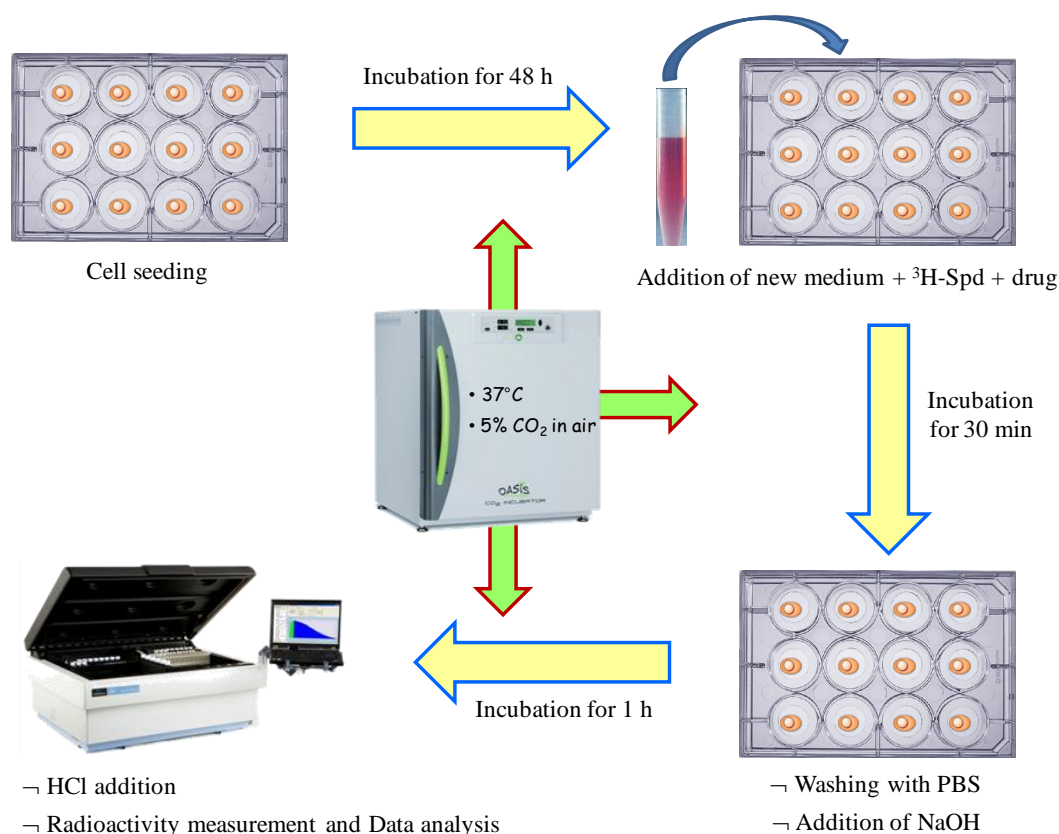 Incubation for 48 h
Cell seeding
Addition of new medium + ³H-Spd + drug
• 37°C
• 5% CO₂ in air
OASIS
CO₂ INCUBATOR
Incubation
for 30 min
Incubation for 1 h
¬ HCl addition
¬ Radioactivity measurement and Data analysis
¬ Washing with PBS
¬ Addition of NaOH